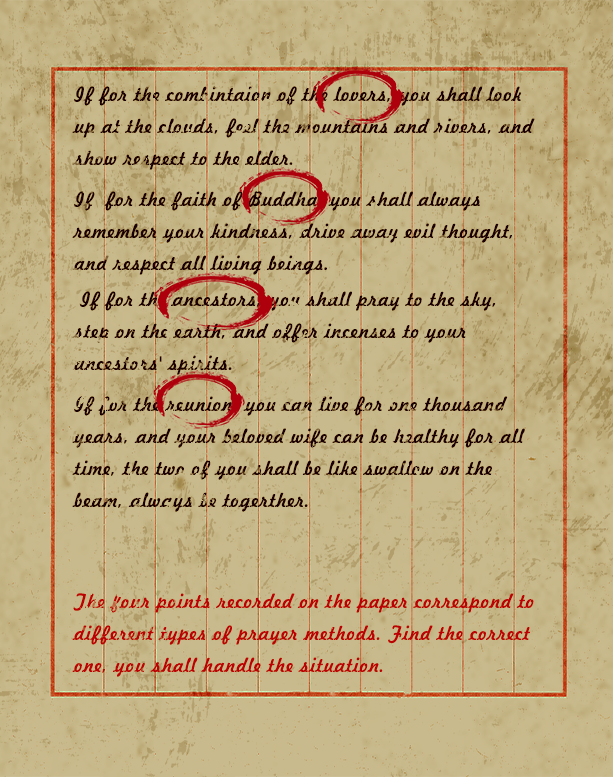 If for the combintaion of the lovers, you shall look
up at the clouds, feel the mountains and rivers, and
show respect to the elder.
If for the faith of Buddha, you shall always
remember your kindness, drive away evil thought,
and respect all living beings.
If for the ancestors, you shall pray to the sky,
step on the earth, and offer incenses to your
ancestors' spirits.
If for the reunion, you can live for one thousand
years, and your beloved wife can be healthy for all
time, the two of you shall be like swallow on the
beam, always be togerther.
The four points recorded on the paper correspond to
different types of prayer methods. Find the correct
one, you shall handle the situation.